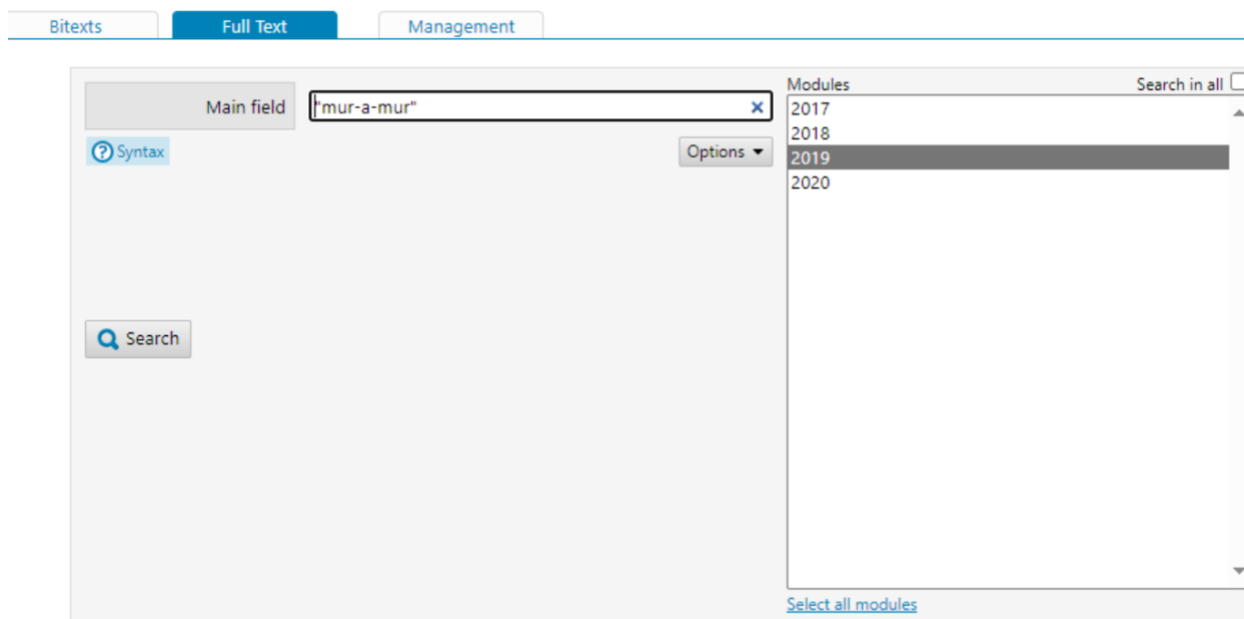 Bitexts Full Text Management
Main field "mur-a-mur" ×
Syntax
Options
Search
Modules Search in all
2017
2018
2019
2020
Select all modules